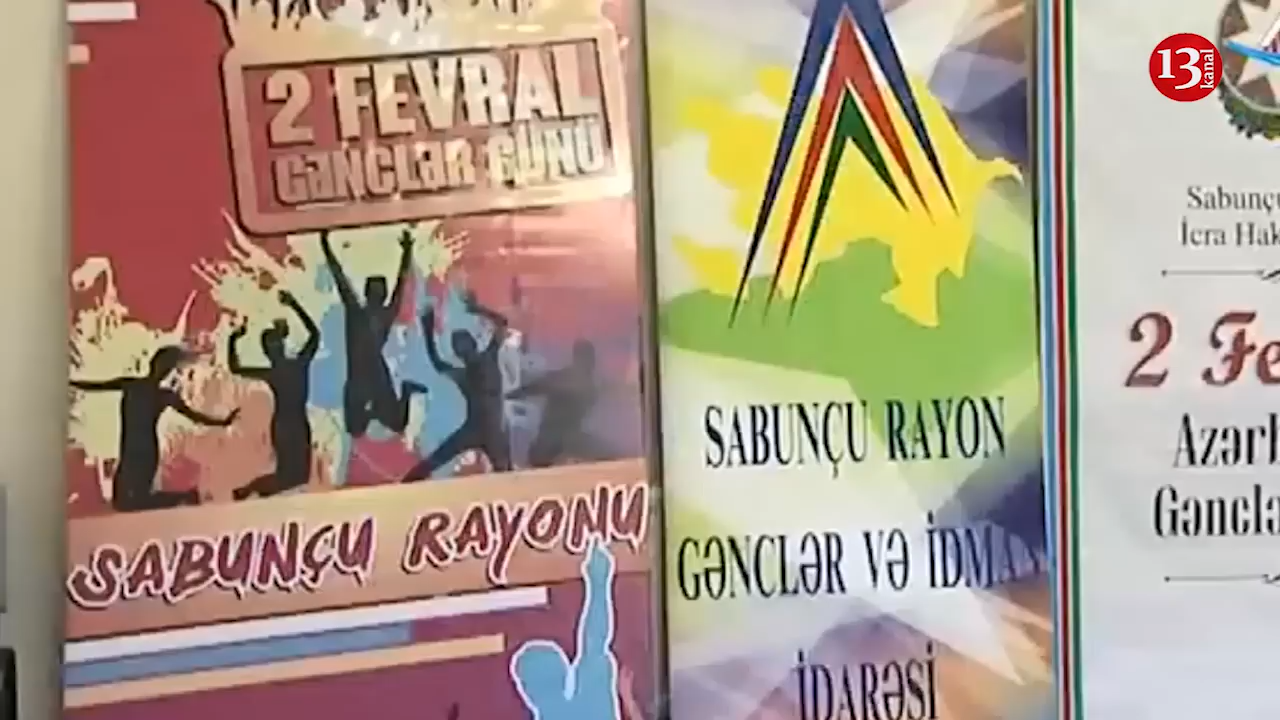 2 FEVRAL
GƏNCLƏR GÜNÜ
SABUNÇU RAYONU
SABUNÇU RAYON
GƏNCLƏR VƏ İDMAN
İDARƏSİ
13 kanal
Sabunçu
İcra Hak
2 Fe
Azərb
Gənclə